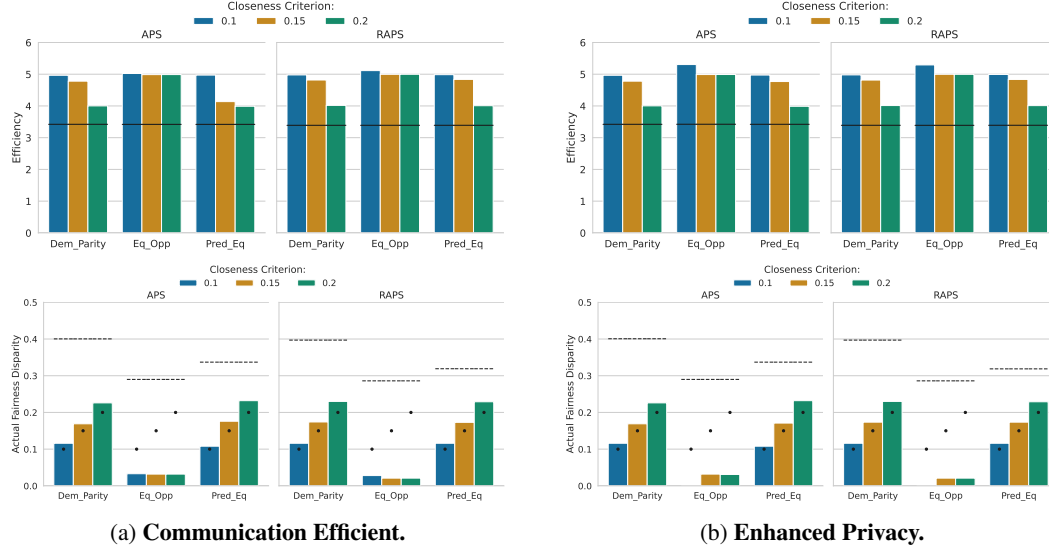 Closeness Criterion:
0.1 0.15 0.2
APS RAPS
6
5
4
3
2
1
0
Efficiency
Dem_Parity Eq_Opp Pred_Eq Dem_Parity Eq_Opp Pred_Eq
Closeness Criterion:
0.1 0.15 0.2
APS RAPS
0.5
0.4
0.3
0.2
0.1
0.0
Actual Fairness Disparity
Dem_Parity Eq_Opp Pred_Eq Dem_Parity Eq_Opp Pred_Eq
(a) Communication Efficient.
Closeness Criterion:
0.1 0.15 0.2
APS RAPS
6
5
4
3
2
1
0
Efficiency
Dem_Parity Eq_Opp Pred_Eq Dem_Parity Eq_Opp Pred_Eq
Closeness Criterion:
0.1 0.15 0.2
APS RAPS
0.5
0.4
0.3
0.2
0.1
0.0
Actual Fairness Disparity
Dem_Parity Eq_Opp Pred_Eq Dem_Parity Eq_Opp Pred_Eq
(b) Enhanced Privacy.